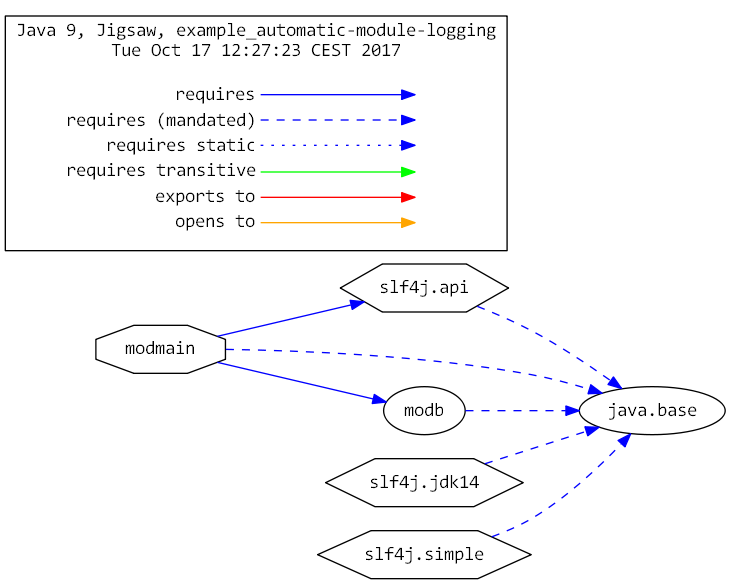 Java 9, Jigsaw, example_automatic-module-logging
Tue Oct 17 12:27:23 CEST 2017
requires
requires (mandated)
requires static
requires transitive
exports to
opens to
slf4j.api
modmain
modb
java.base
slf4j.jdk14
slf4j.simple